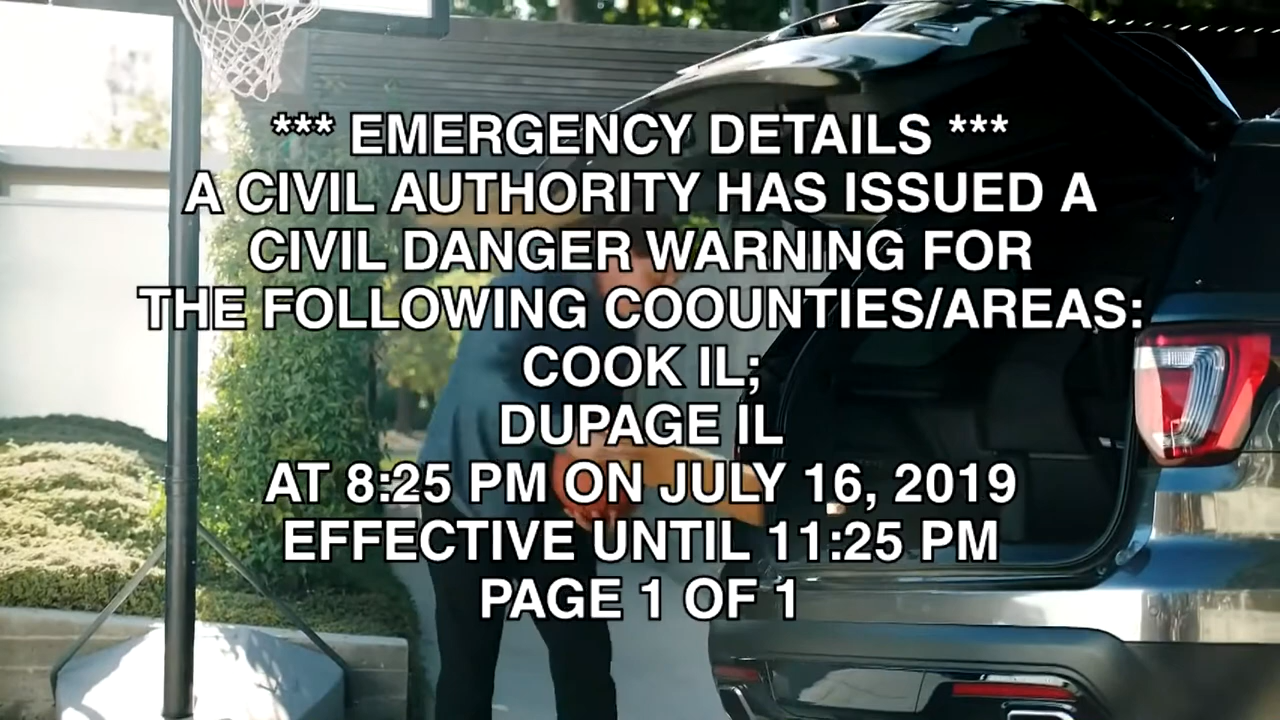 *** EMERGENCY DETAILS ***
A CIVIL AUTHORITY HAS ISSUED A
CIVIL DANGER WARNING FOR
THE FOLLOWING COOUNTIES/AREAS:
COOK IL;
DUPAGE IL
AT 8:25 PM ON JULY 16, 2019
EFFECTIVE UNTIL 11:25 PM
PAGE 1 OF 1